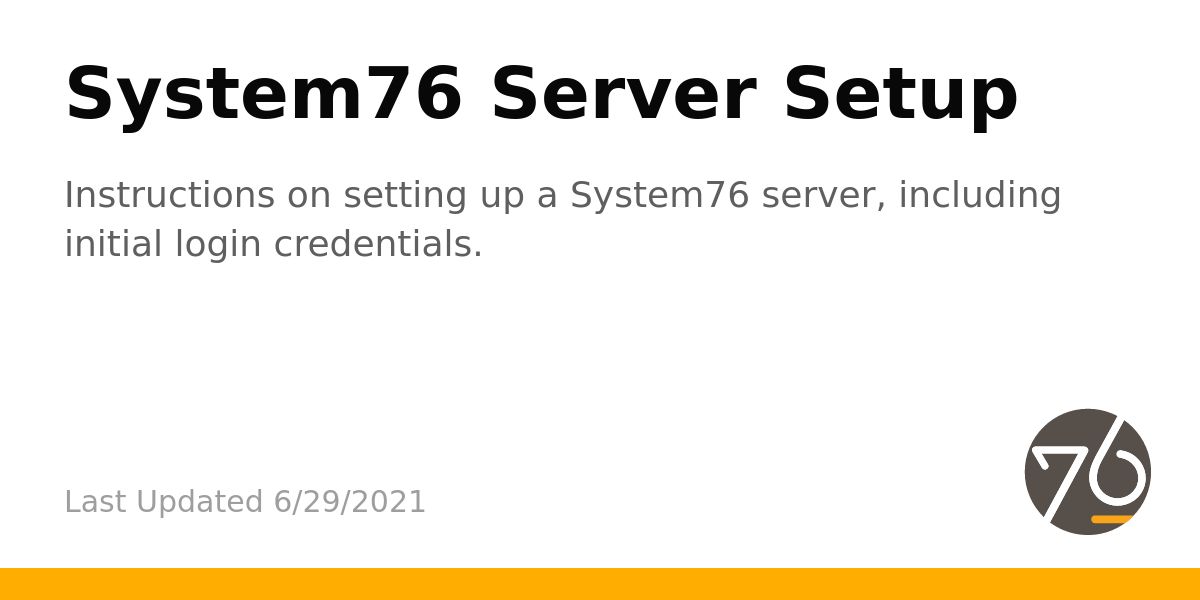 System76 Server Setup
Instructions on setting up a System76 server, including
initial login credentials.
Last Updated 6/29/2021
76